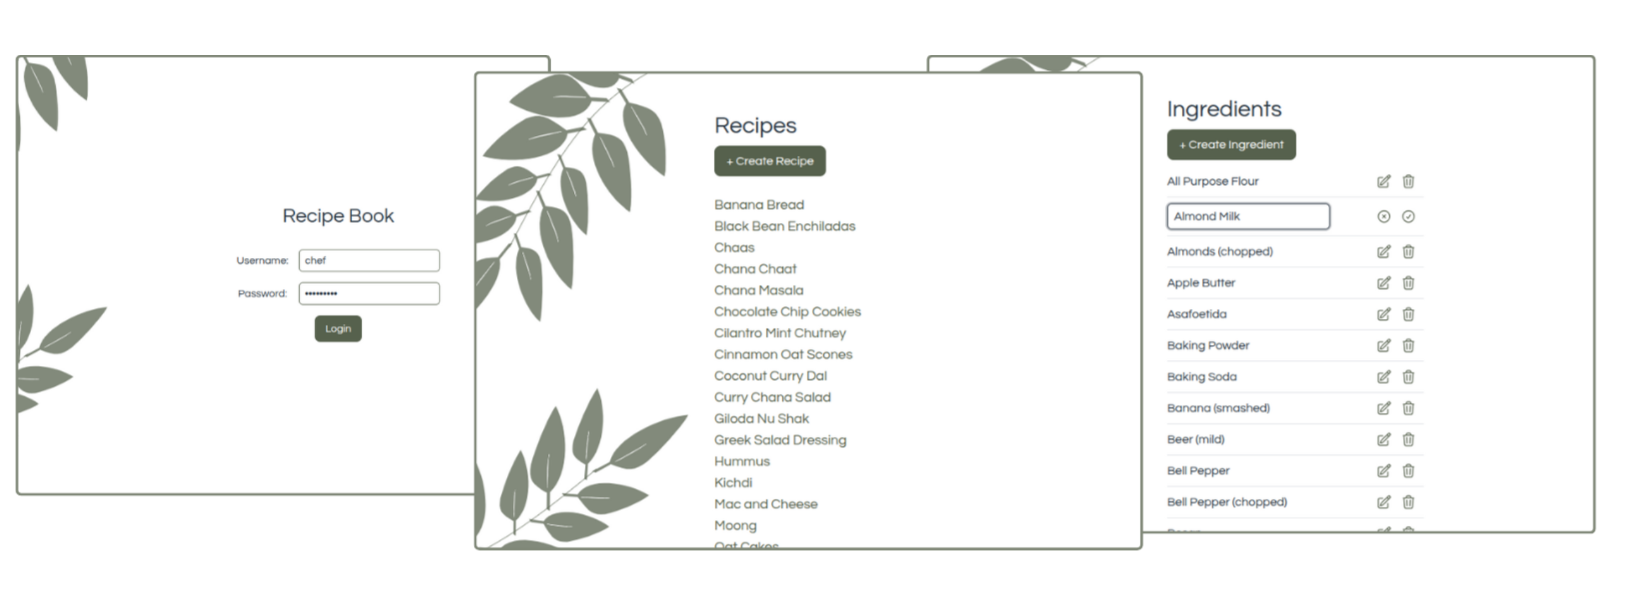 Recipe Book
Username: chef
Password: •••••••••
Login
Recipes
+ Create Recipe
Banana Bread
Black Bean Enchiladas
Chaas
Chana Chaat
Chana Masala
Chocolate Chip Cookies
Cilantro Mint Chutney
Cinnamon Oat Scones
Coconut Curry Dal
Curry Chana Salad
Giloda Nu Shak
Greek Salad Dressing
Hummus
Kichdi
Mac and Cheese
Moong
Oat Cakes
Ingredients
+ Create Ingredient
All Purpose Flour
Almond Milk
Almonds (chopped)
Apple Butter
Asafoetida
Baking Powder
Baking Soda
Banana (smashed)
Beer (mild)
Bell Pepper
Bell Pepper (chopped)